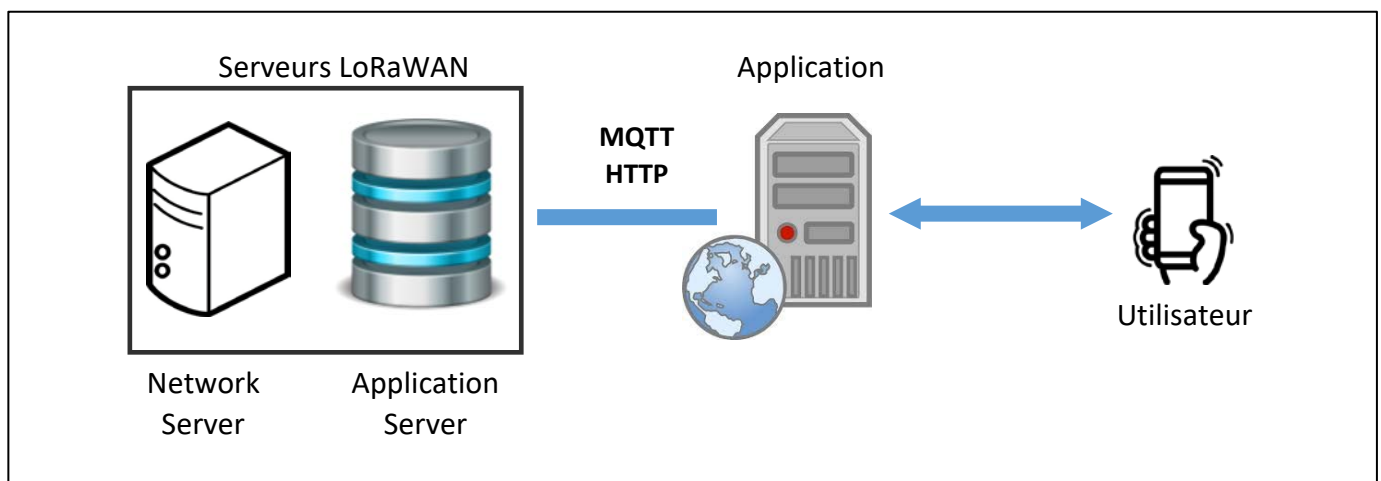 Serveurs LoRaWAN
Application
MQTT
HTTP
Utilisateur
Network
Server
Application
Server